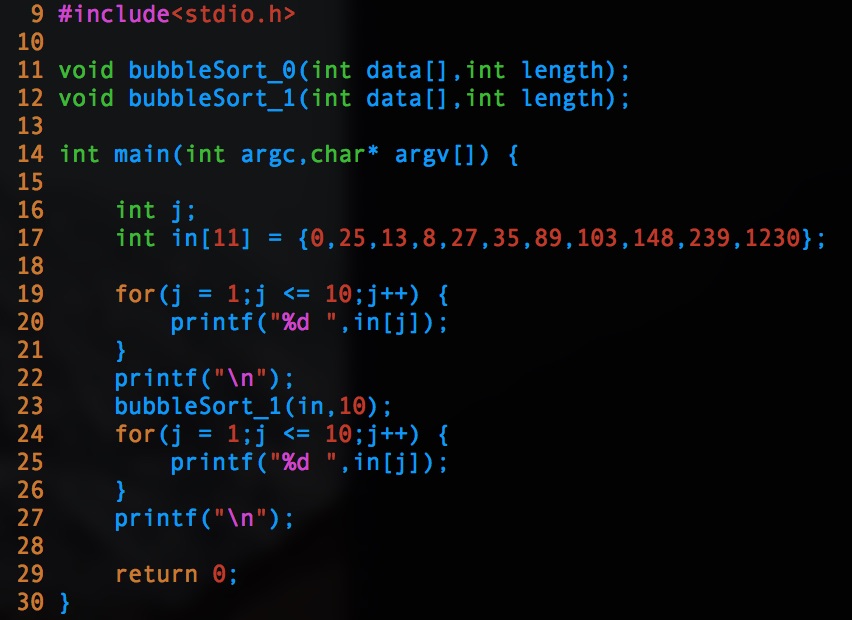 9 #include<stdio.h>
10
11 void bubbleSort_0(int data[],int length);
12 void bubbleSort_1(int data[],int length);
13
14 int main(int argc,char* argv[]) {
15
16     int j;
17     int in[11] = {0,25,13,8,27,35,89,103,148,239,1230};
18
19     for(j = 1;j <= 10;j++) {
20         printf("%d ",in[j]);
21     }
22     printf("\n");
23     bubbleSort_1(in,10);
24     for(j = 1;j <= 10;j++) {
25         printf("%d ",in[j]);
26     }
27     printf("\n");
28
29     return 0;
30 }